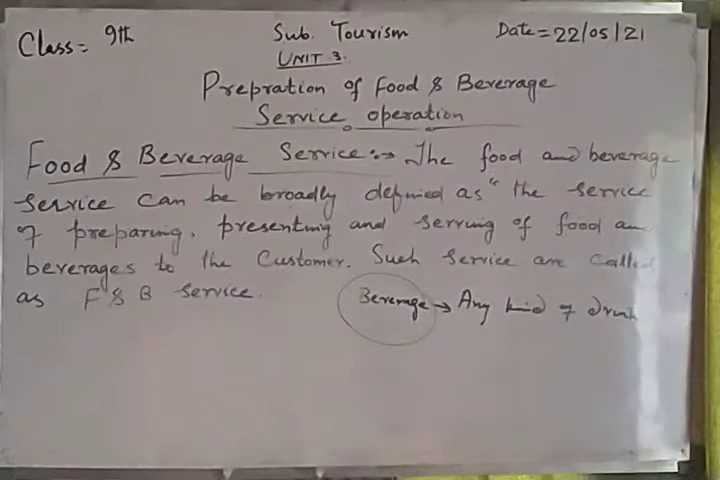 Class = 9th
Sub. Tourism
Date = 22/05/21
UNIT 3.
Prepration of Food & Beverage
Service operation
Food & Beverage Service :→ The food and beverage
Service can be broadly defined as "the service
of preparing, presenting and serving of food an
beverages to the Customer. Such Service are Called
as F & B Service.
Beverage → Any kind of drink